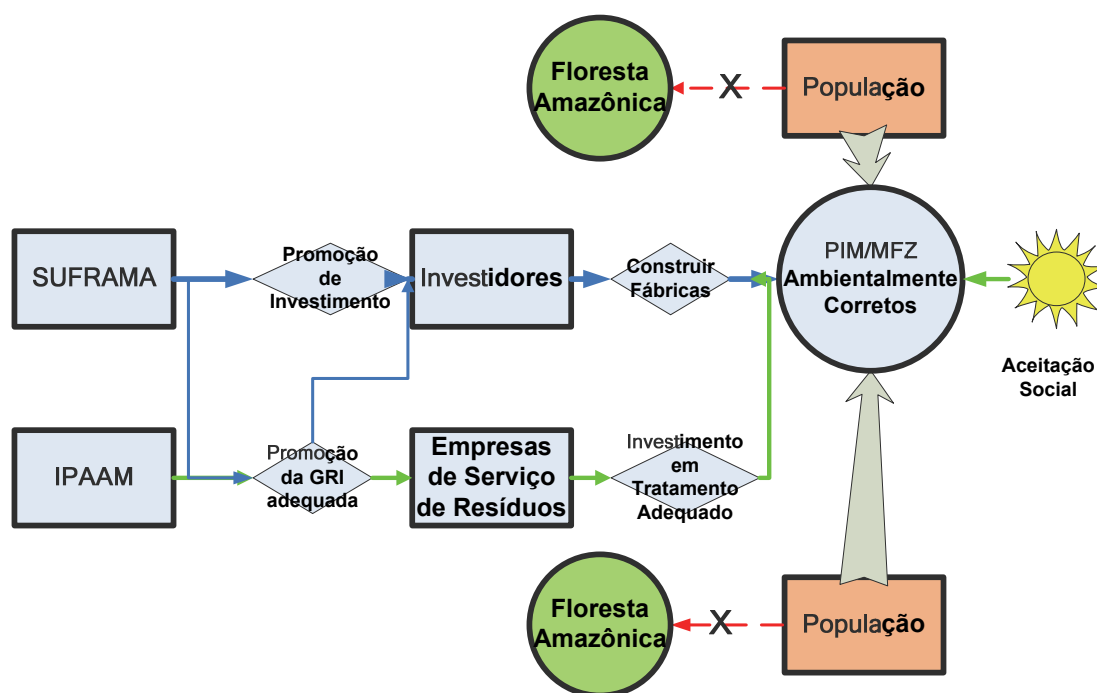 Floresta
Amazônica
X
População
SUFRAMA
Promoção
de
Investimento
Investidores
Construir
Fábricas
PIM/MFZ
Ambientalmente
Corretos
Aceitação
Social
IPAAM
Promoção
da GRI
adequada
Empresas
de Serviço
de Resíduos
Investimento
em
Tratamento
Adequado
Floresta
Amazônica
X
População